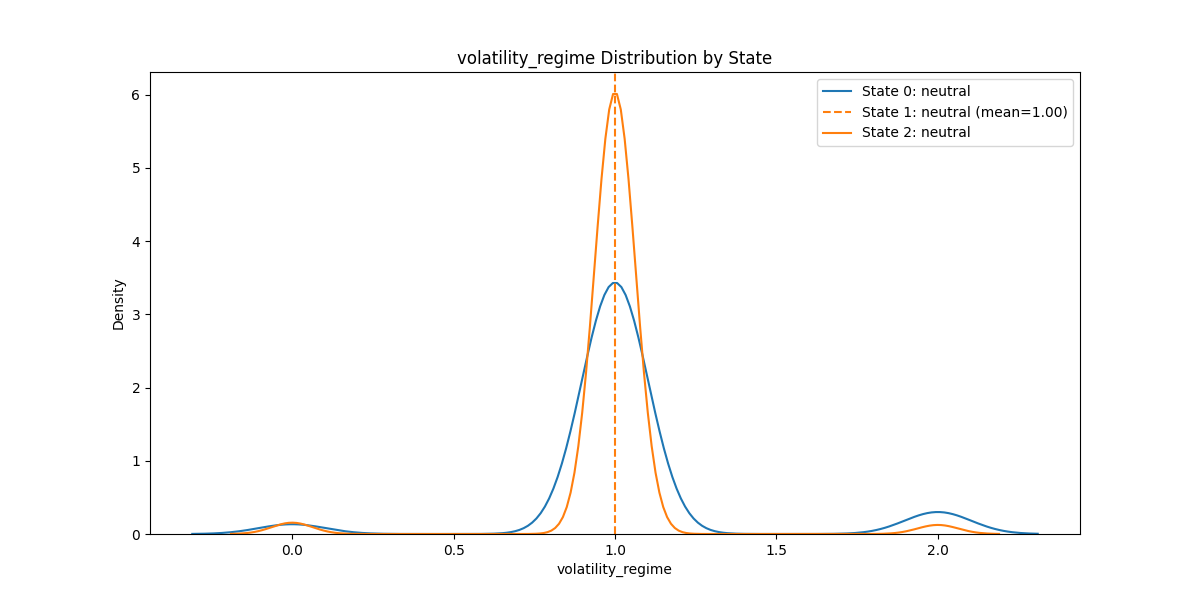 volatility_regime Distribution by State
State 0: neutral
State 1: neutral (mean=1.00)
State 2: neutral
Density
6
5
4
3
2
1
0
0.0
0.5
1.0
1.5
2.0
volatility_regime